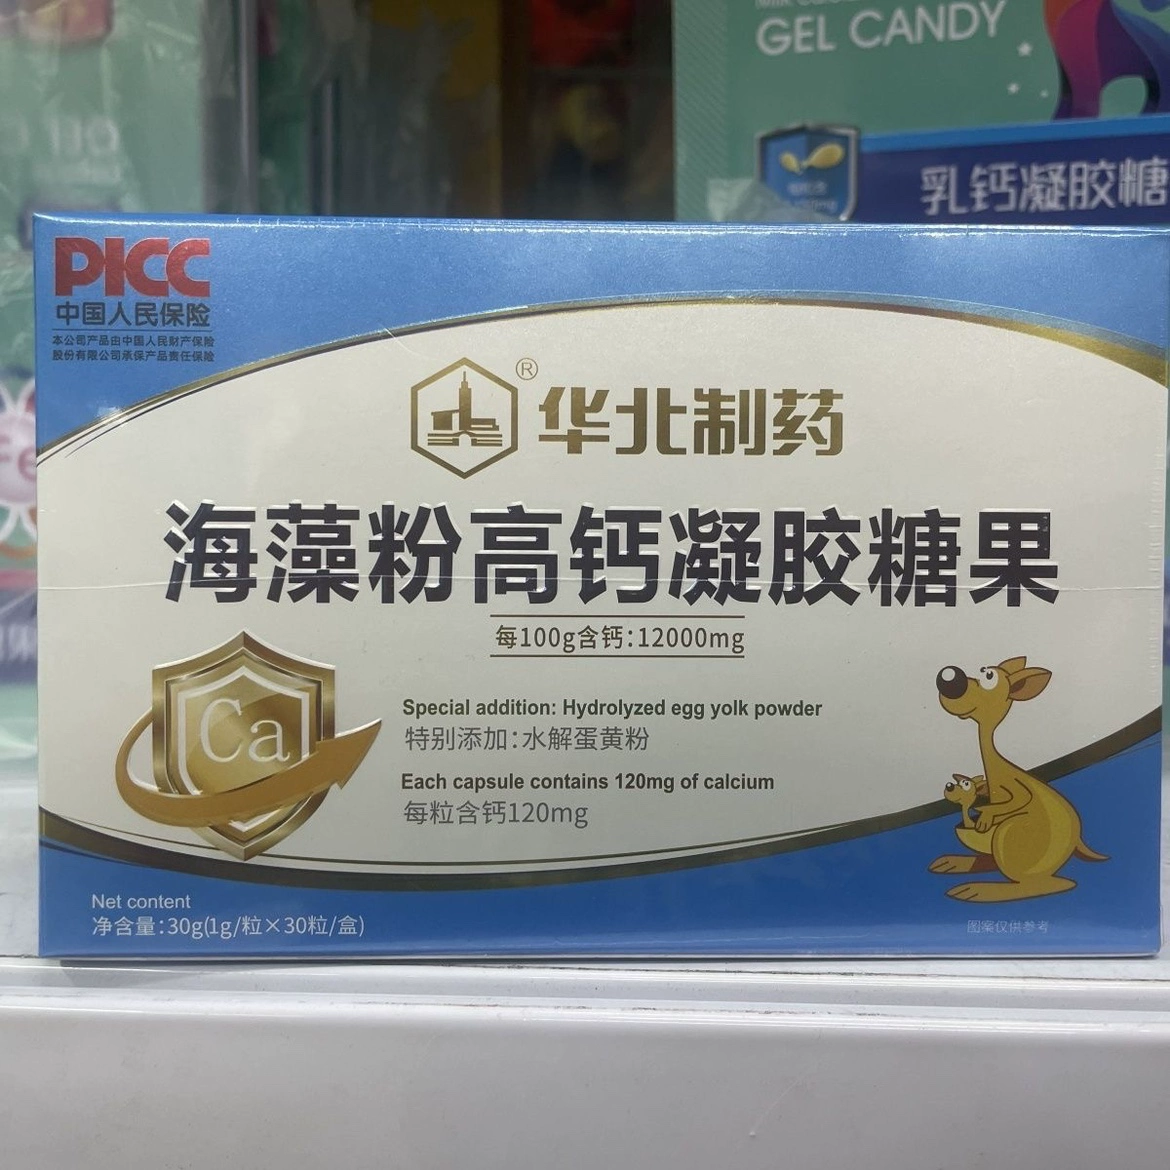 GEL CANDY
乳钙凝胶糖
PICC
中国人民保险
本公司产品由中国人民财产保险
股份有限公司承保产品责任保险
®
华北制药
海藻粉高钙凝胶糖果
每100g含钙:12000mg
Ca
Special addition: Hydrolyzed egg yolk powder
特别添加:水解蛋黄粉
Each capsule contains 120mg of calcium
每粒含钙120mg
Net content
净含量:30g(1g/粒×30粒/盒)
图案仅供参考